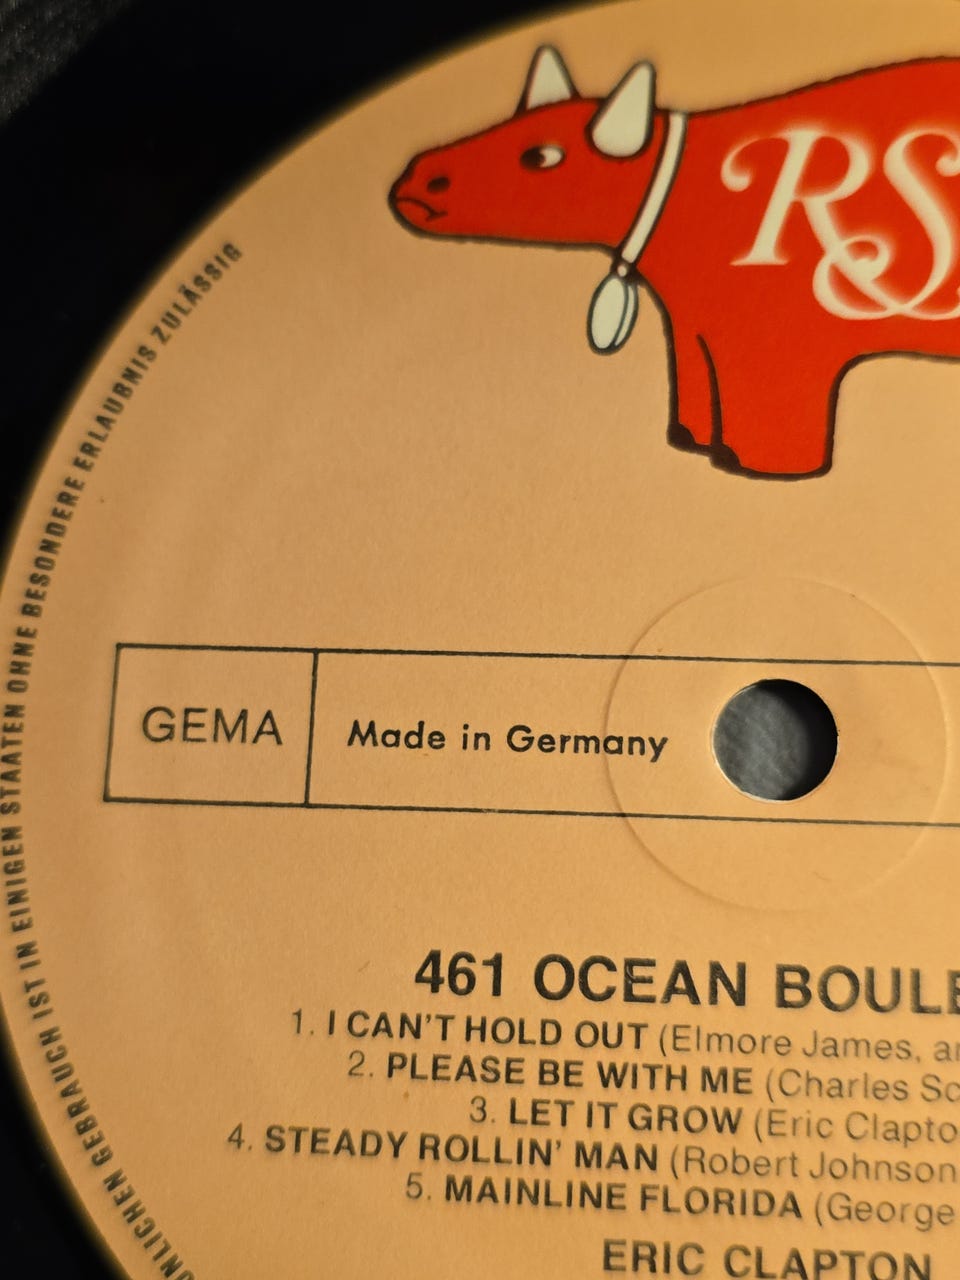 RS
GEMA
Made in Germany
461 OCEAN BOULE
1. I CAN'T HOLD OUT (Elmore James, an
2. PLEASE BE WITH ME (Charles Sc
3. LET IT GROW (Eric Clapto
4. STEADY ROLLIN' MAN (Robert Johnson
5. MAINLINE FLORIDA (George
ERIC CLAPTON
NLICHEN GEBRAUCH IST IN EINIGEN STAATEN OHNE BESONDERE ERLAUBNIS ZULÄSSIG